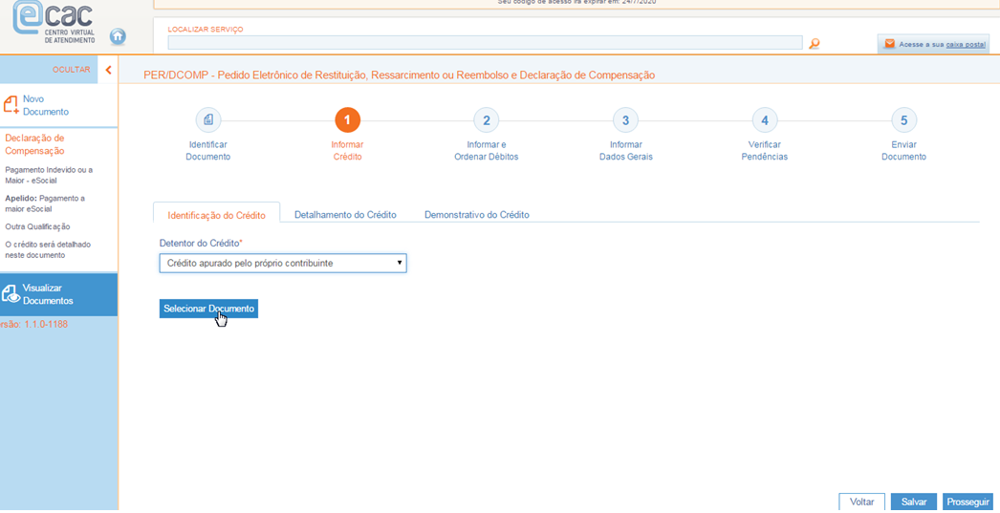 Seu código de acesso irá expirar em: 24/7/2020
eCAC
CENTRO VIRTUAL
DE ATENDIMENTO
LOCALIZAR SERVIÇO
Acesse a sua caixa postal
OCULTAR
PER/DCOMP - Pedido Eletrônico de Restituição, Ressarcimento ou Reembolso e Declaração de Compensação
Novo
Documento
Declaração de
Compensação
Pagamento Indevido ou a
Maior - eSocial
Apelido: Pagamento a
maior eSocial
Outra Qualificação
O crédito será detalhado
neste documento
Visualizar
Documentos
rsão: 1.1.0-1188
Identificar
Documento
1
Informar
Crédito
2
Informar e
Ordenar Débitos
3
Informar
Dados Gerais
4
Verificar
Pendências
5
Enviar
Documento
Identificação do Crédito
Detalhamento do Crédito
Demonstrativo do Crédito
Detentor do Crédito*
Crédito apurado pelo próprio contribuinte
Selecionar Documento
Voltar
Salvar
Prosseguir